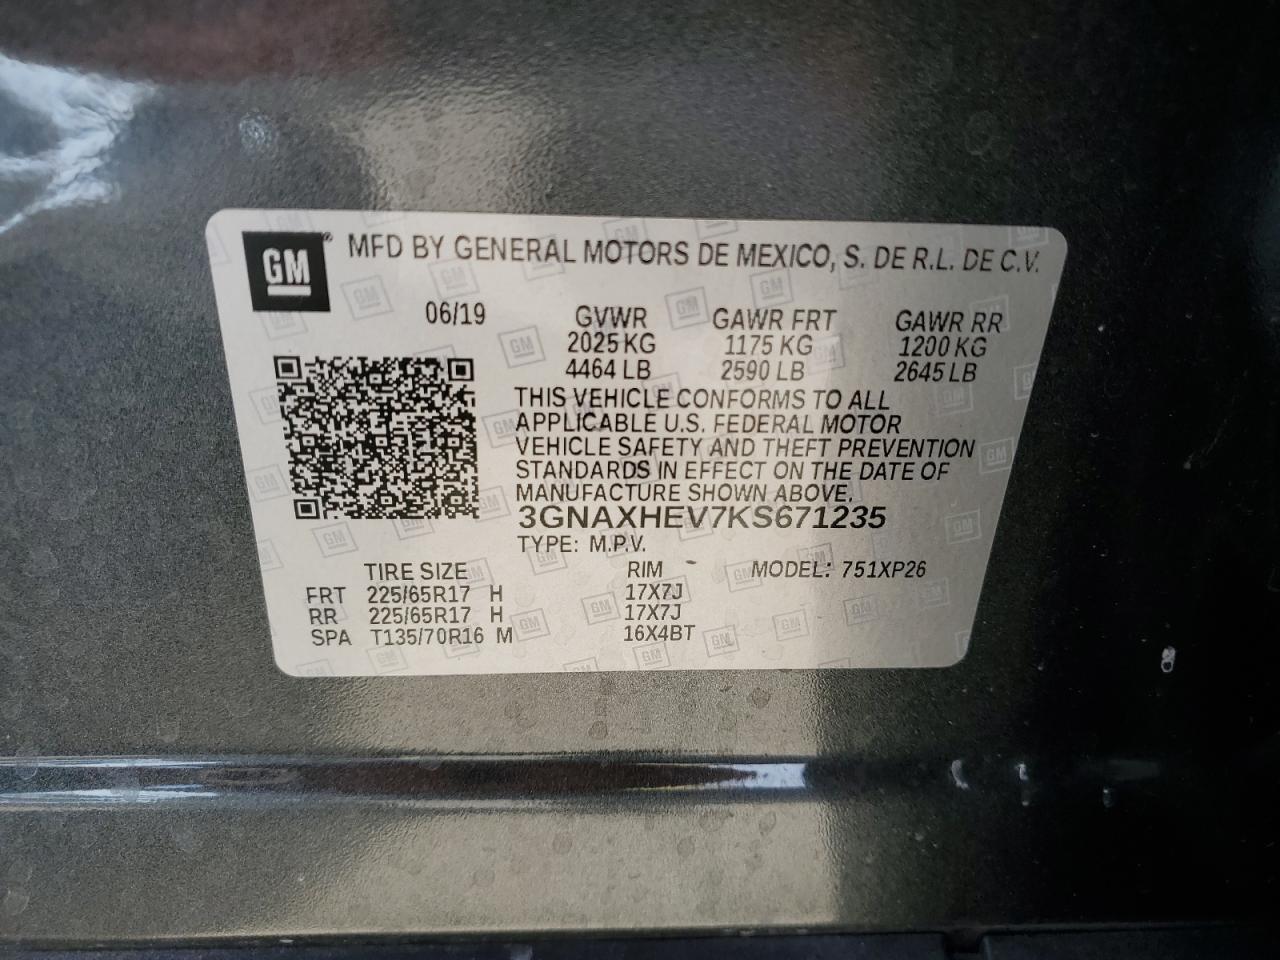 GM® MFD BY GENERAL MOTORS DE MEXICO, S. DE R.L. DE C.V.
06/19 GVWR GAWR FRT GAWR RR
2025 KG 1175 KG 1200 KG
4464 LB 2590 LB 2645 LB
THIS VEHICLE CONFORMS TO ALL
APPLICABLE U.S. FEDERAL MOTOR
VEHICLE SAFETY AND THEFT PREVENTION
STANDARDS IN EFFECT ON THE DATE OF
MANUFACTURE SHOWN ABOVE.
3GNAXHEV7KS671235
TYPE: M.P.V.
TIRE SIZE RIM MODEL: 751XP26
FRT 225/65R17 H 17X7J
RR 225/65R17 H 17X7J
SPA T135/70R16 M 16X4BT